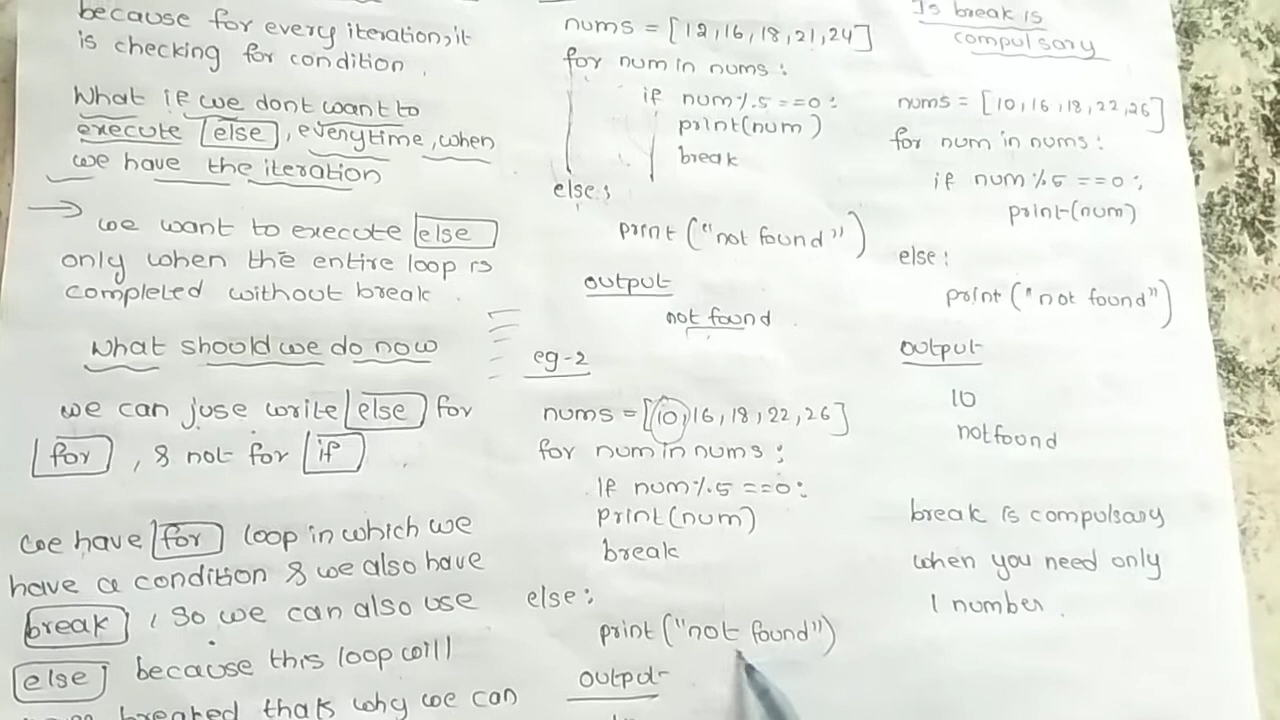 because for every iteration, it
is checking for condition.
What if we dont want to
execute else, everytime, when
we have the iteration
→ we want to execute else
only when the entire loop is
completed without break.
What should we do now
we can juse write else for
for, & not for if.
we have for loop in which we
have a condition & we also have
break, so we can also use
else because this loop will
breaked thats why we can
nums = [12,16,18,21,24]
for num in nums:
if num%5==0:
print(num)
break
else:
print("not found")
output
not found
eg-2
nums = [10,16,18,22,26]
for num in nums:
If num%5==0:
print(num)
break
else:
print("not found")
output
Is break is
compulsary
nums = [10,16,18,22,26]
for num in nums:
if num%5==0:
print(num)
else:
print("not found")
output
10
notfound
break is compulsary
when you need only
1 number.